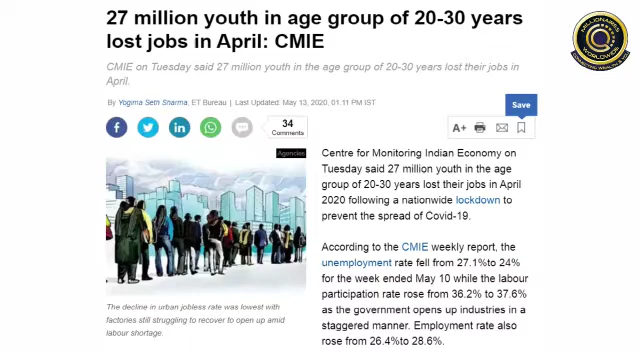 27 million youth in age group of 20-30 years
lost jobs in April: CMIE
CMIE on Tuesday said 27 million youth in the age group of 20-30 years lost their jobs in
April.
By Yogima Seth Sharma, ET Bureau | Last Updated: May 13, 2020, 01.11 PM IST
Save
34
Comments
A+
Agencies
The decline in urban jobless rate was lowest with
factories still struggling to recover to open up amid
labour shortage.
Centre for Monitoring Indian Economy on
Tuesday said 27 million youth in the age
group of 20-30 years lost their jobs in April
2020 following a nationwide lockdown to
prevent the spread of Covid-19.
According to the CMIE weekly report, the
unemployment rate fell from 27.1%to 24%
for the week ended May 10 while the labour
participation rate rose from 36.2% to 37.6%
as the government opens up industries in a
staggered manner. Employment rate also
rose from 26.4%to 28.6%.
MILLIONAIRES
WORLDWIDE